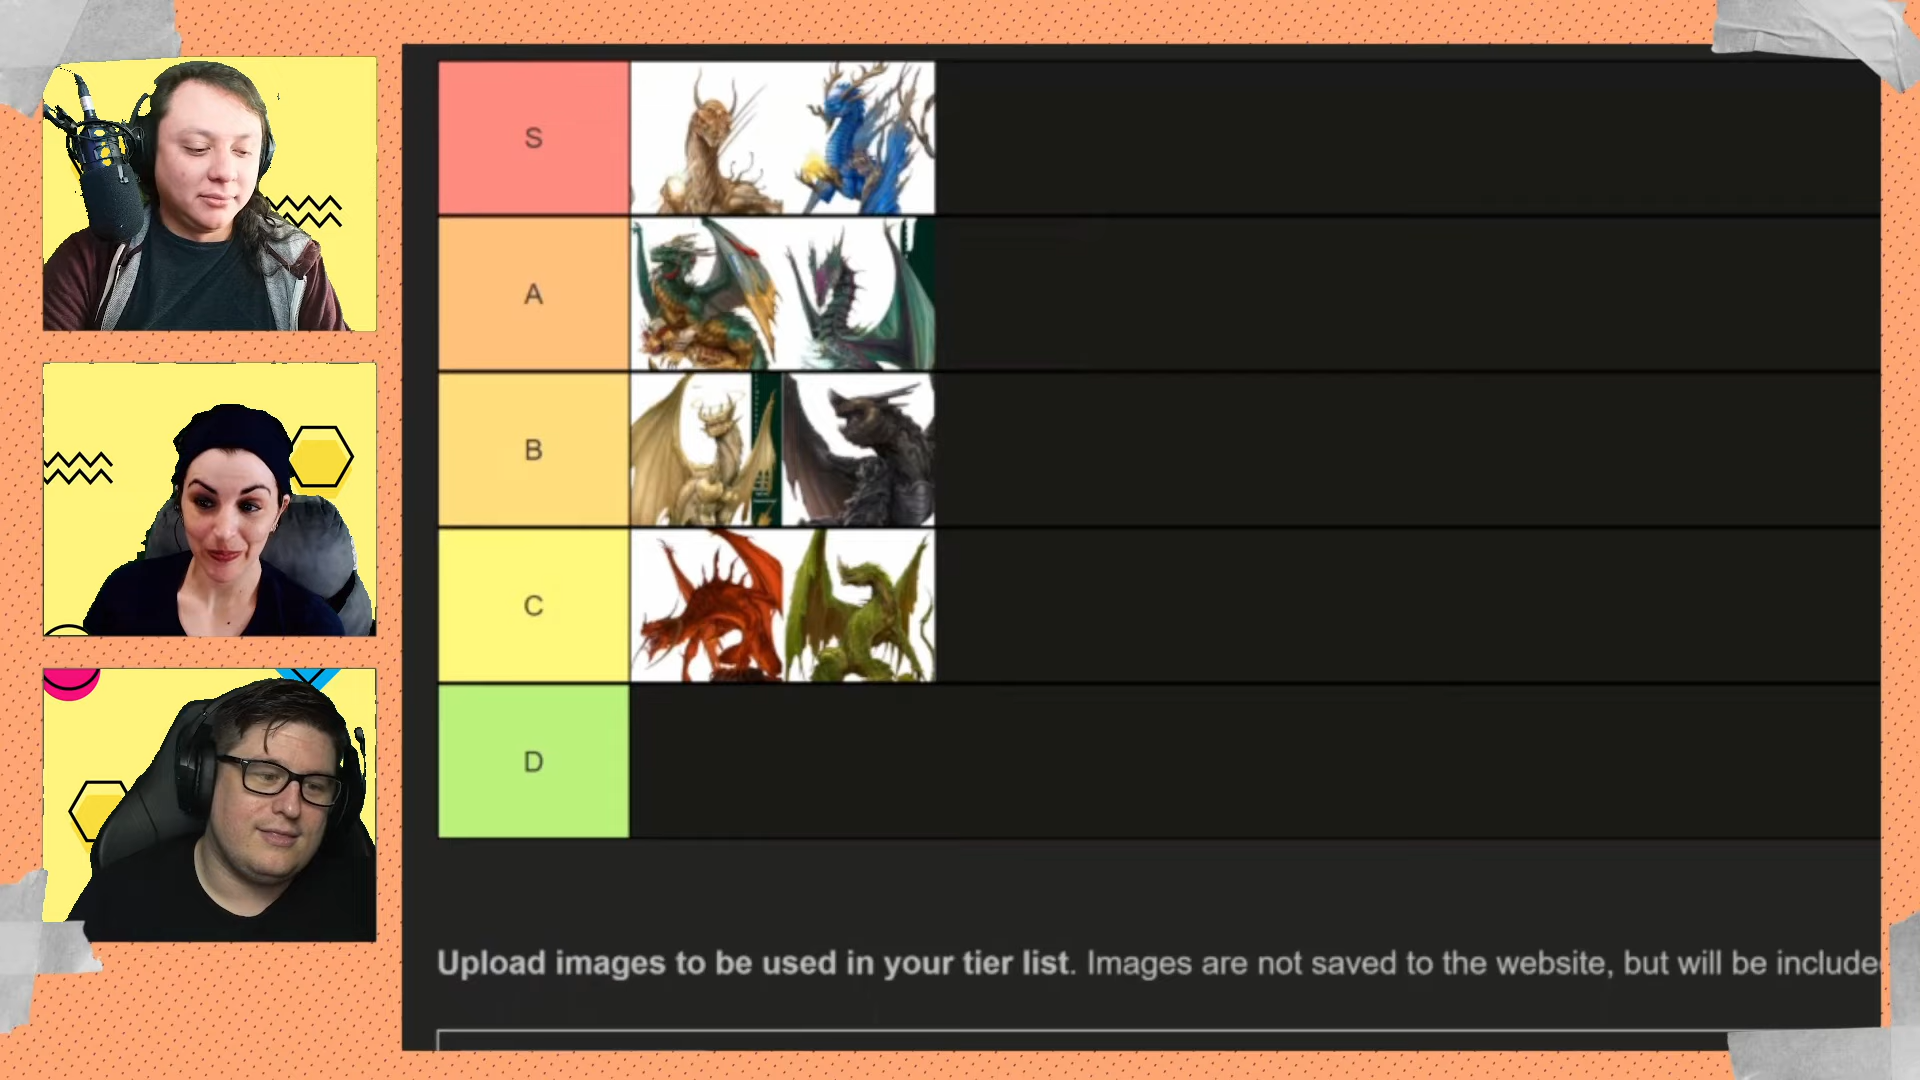 S
A
B
C
D
Upload images to be used in your tier list. Images are not saved to the website, but will be include